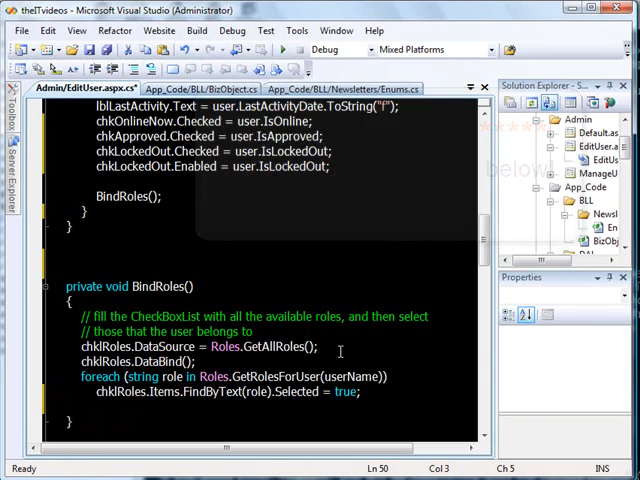 theITvideos - Microsoft Visual Studio (Administrator)
File Edit View Refactor Website Build Debug Test Tools Window Help
Debug Mixed Platforms
Admin/EditUser.aspx.cs* App_Code/BLL/BizObject.cs App_Code/BLL/Newsletters/Enums.cs
Toolbox
Server Explorer
lblLastActivity.Text = user.LastActivityDate.ToString("f");
chkOnlineNow.Checked = user.IsOnline;
chkApproved.Checked = user.IsApproved;
chkLockedOut.Checked = user.IsLockedOut;
chkLockedOut.Enabled = user.IsLockedOut;
BindRoles();
}
}
private void BindRoles()
{
// fill the CheckBoxList with all the available roles, and then select
// those that the user belongs to
chklRoles.DataSource = Roles.GetAllRoles();
chklRoles.DataBind();
foreach (string role in Roles.GetRolesForUser(userName))
chklRoles.Items.FindByText(role).Selected = true;
}
Solution Explorer
Admin
Default.as
EditUser.a
EditUs
ManageU
App_Code
BLL
Newsl
En
BizOb
*****
below!
Properties
Ready Ln 50 Col 3 Ch 5 INS